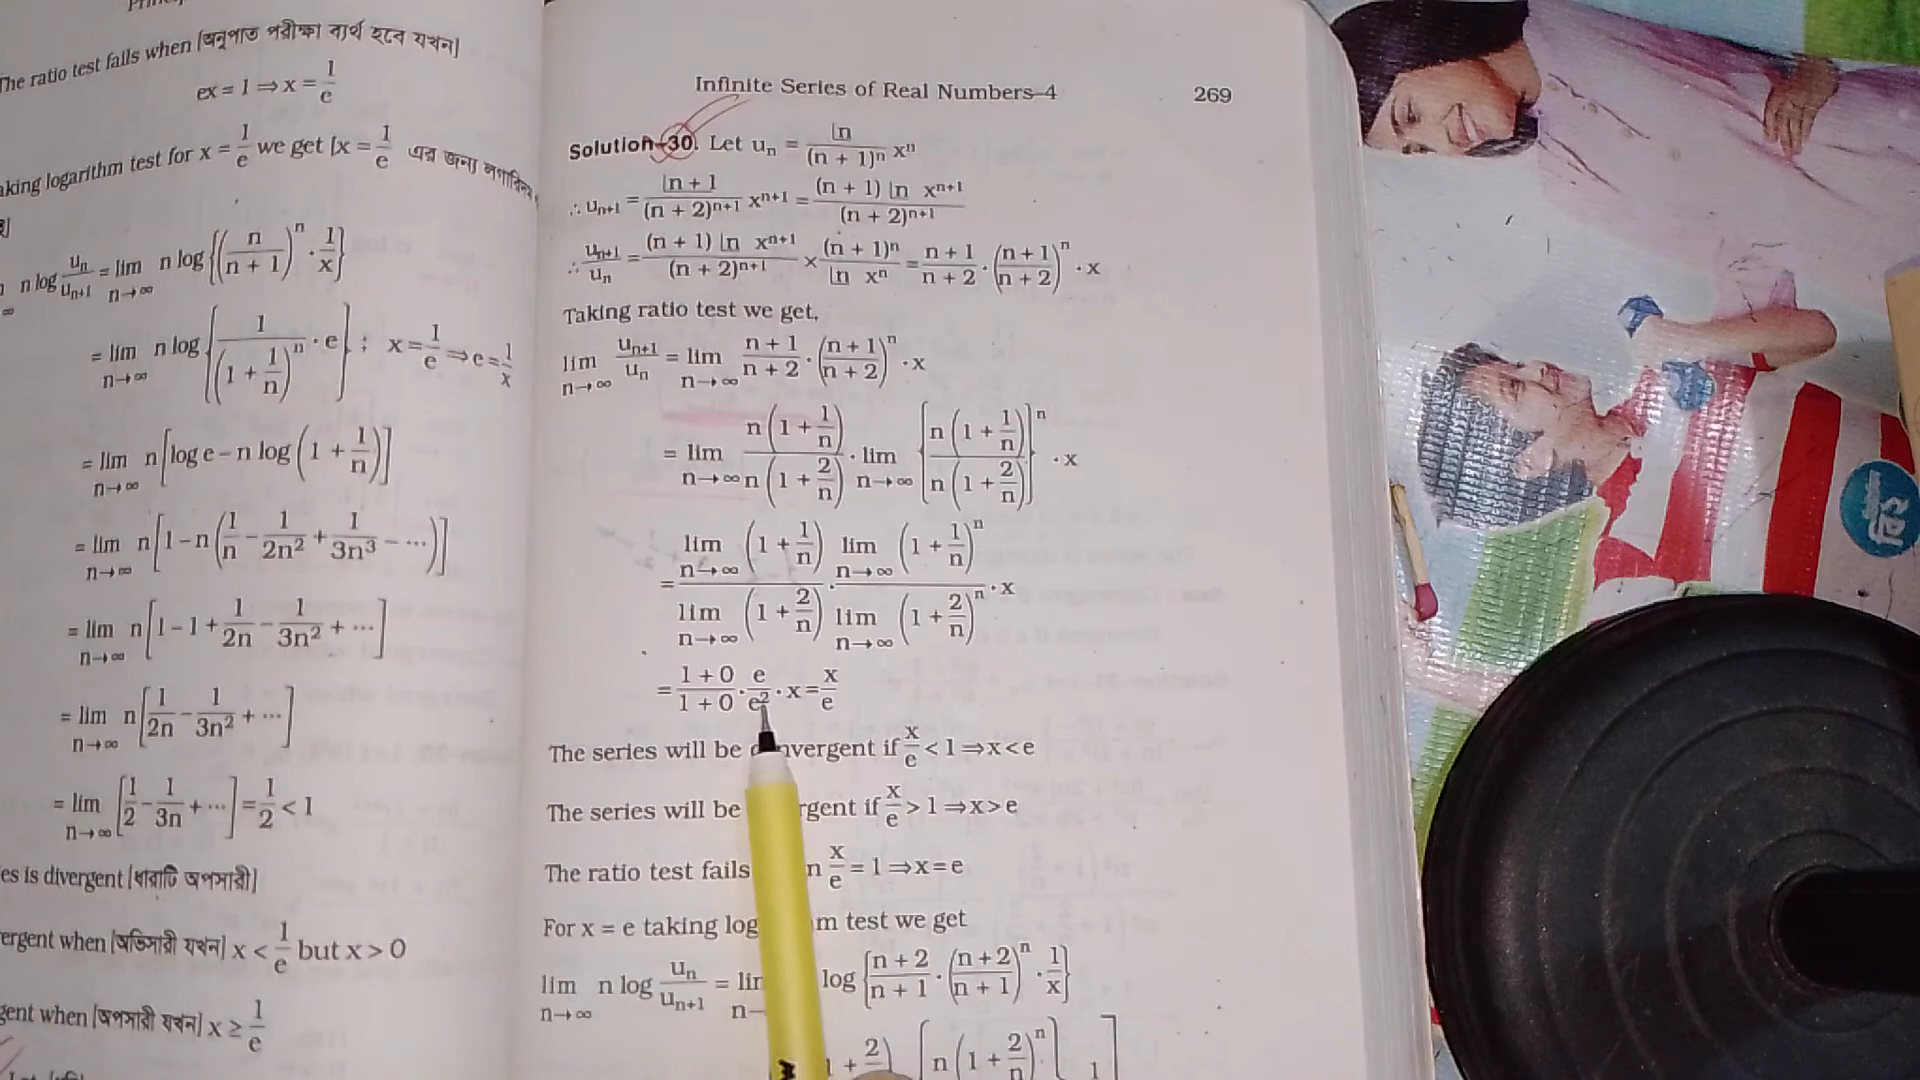 The ratio test fails when [অনুপাত পরীক্ষা ব্যর্থ হবে যখন]
ex = 1 ⇒ x = 1/e
aking logarithm test for x = 1/e we get [x = 1/e এর জন্য
n log u_n/u_{n+1} = lim_{n→∞} n log {(n/(n + 1))^n · 1/x}
= lim_{n→∞} n log {1/(1 + 1/n)^n · e} ; x = 1/e ⇒ e = 1/x
= lim_{n→∞} n [log e – n log (1 + 1/n)]
= lim_{n→∞} n [1 – n (1/n – 1/2n² + 1/3n³ – ···)]
= lim_{n→∞} n [1 – 1 + 1/2n – 1/3n² + ···]
= lim_{n→∞} n [1/2n – 1/3n² + ···]
= lim_{n→∞} [1/2 – 1/3n + ···] = 1/2 < 1
es is divergent [ধারাটি অপসারী]
ergent when [অভিসারী যখন] x < 1/e but x > 0
gent when [অপসারী যখন] x ≥ 1/e
Infinite Series of Real Numbers–4 269
Solution–30. Let u_n = |n/(n + 1)^n x^n
∴ u_{n+1} = |n + 1/(n + 2)^{n+1} x^{n+1} = (n + 1) |n x^{n+1}/(n + 2)^{n+1}
∴ u_{n+1}/u_n = (n + 1) |n x^{n+1}/(n + 2)^{n+1} × (n + 1)^n/|n x^n = (n + 1)/(n + 2) · ((n + 1)/(n + 2))^n · x
Taking ratio test we get,
lim_{n→∞} u_{n+1}/u_n = lim_{n→∞} (n + 1)/(n + 2) · ((n + 1)/(n + 2))^n · x
= lim_{n→∞} n(1 + 1/n)/n(1 + 2/n) · lim_{n→∞} {n(1 + 1/n)/n(1 + 2/n)}^n · x
= lim_{n→∞} (1 + 1/n)/lim_{n→∞} (1 + 2/n) · lim_{n→∞} (1 + 1/n)^n/lim_{n→∞} (1 + 2/n)^n · x
= (1 + 0)/(1 + 0) · e/e² · x = x/e
The series will be nvergent if x/e < 1 ⇒ x < e
The series will be rgent if x/e > 1 ⇒ x > e
The ratio test fails n x/e = 1 ⇒ x = e
For x = e taking log m test we get
lim_{n→∞} n log u_n/u_{n+1} = lim log {(n + 2)/(n + 1) · ((n + 2)/(n + 1))^n · 1/x}
1 + 2 [n (1 + 2/n)^n 1]